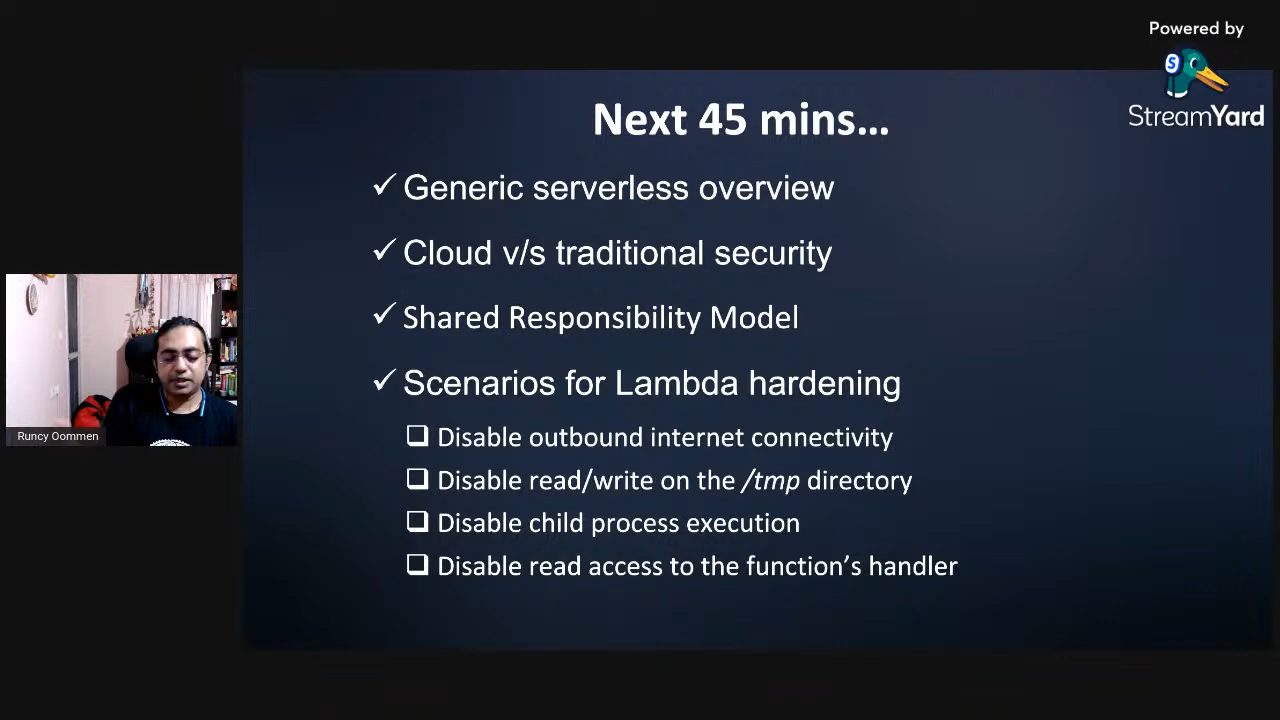 Powered by
S
StreamYard
Next 45 mins...
✓ Generic serverless overview
✓ Cloud v/s traditional security
✓ Shared Responsibility Model
✓ Scenarios for Lambda hardening
❑ Disable outbound internet connectivity
❑ Disable read/write on the /tmp directory
❑ Disable child process execution
❑ Disable read access to the function's handler
Runcy Oommen